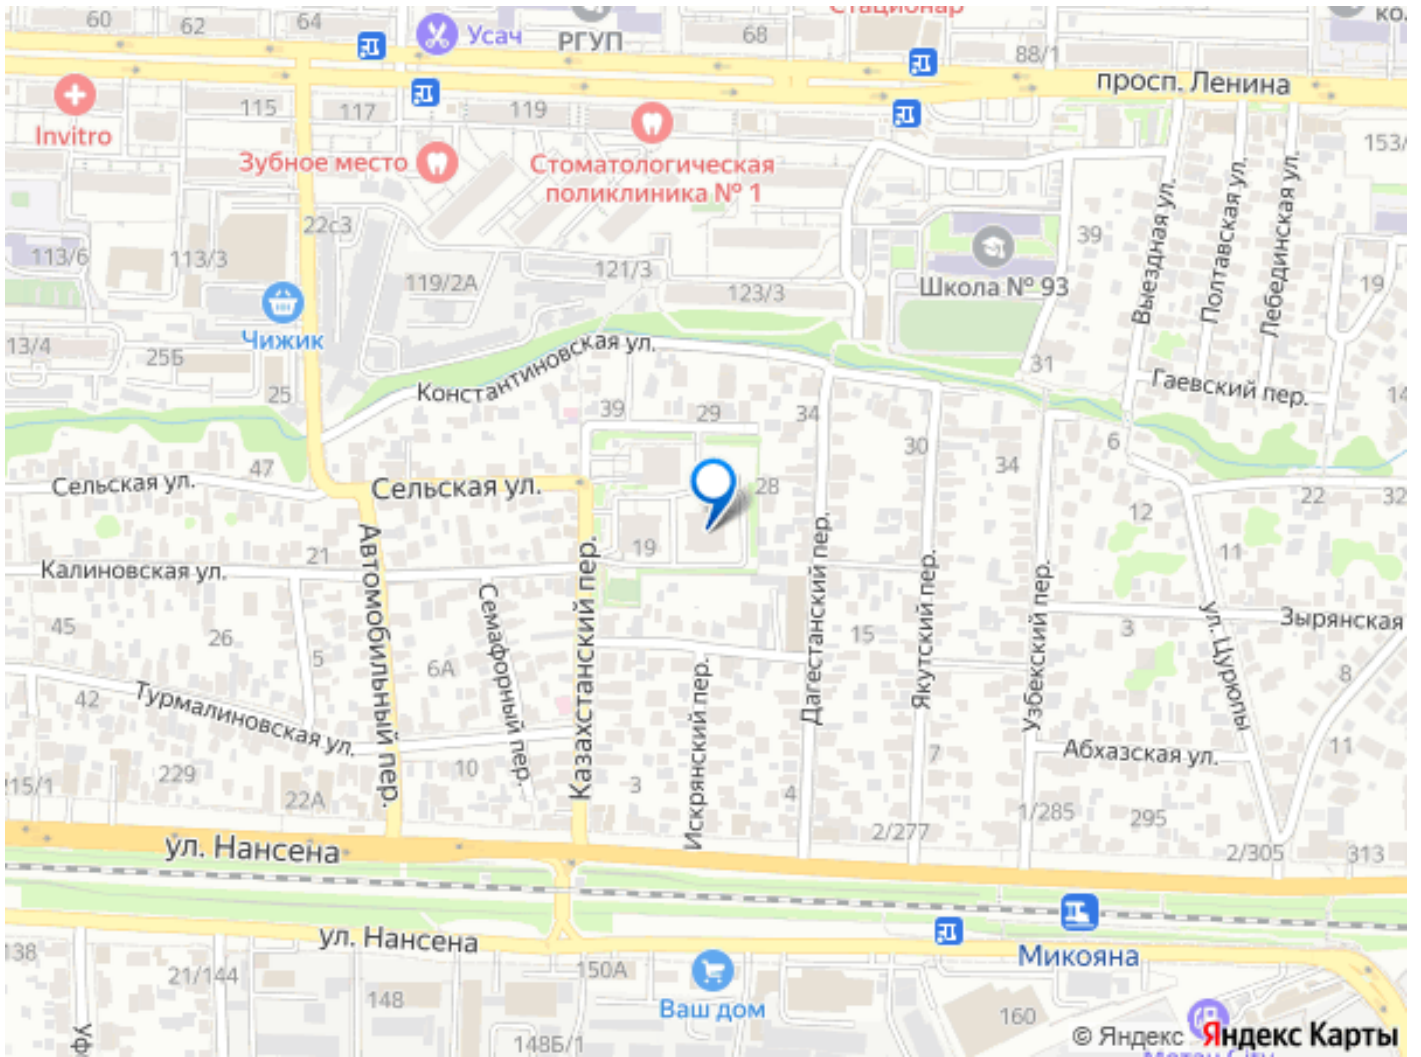 60
62
64
Усач
РГУП
68
Стационар
88/1
просп. Ленина
Invitro
115
117
119
Зубное место
Стоматологическая
поликлиника № 1
153/
22с3
113/6
113/3
119/2А
121/3
123/3
Школа № 93
39
Выездная ул.
Полтавская ул.
Лебединская ул.
19
Чижик
13/4
25Б
25
Константиновская ул.
31
Гаевский пер.
14
39
29
34
30
34
6
47
Сельская ул.
Сельская ул.
28
22
32
12
11
21
19
Калиновская ул.
Автомобильный пер.
Семафорный пер.
Казахстанский пер.
Дагестанский пер.
Якутский пер.
Узбекский пер.
ул. Цурюпы
Зырянская
45
26
5
6А
15
3
8
42
Турмалиновская ул.
Искрянский пер.
Абхазская ул.
11
7
229
215/1
22А
10
3
4
2/277
1/285
295
2/305
313
ул. Нансена
ул. Нансена
Микояна
138
21/144
148
150А
Ваш дом
160
148Б/1
© Яндекс
Яндекс Карты
Метан City